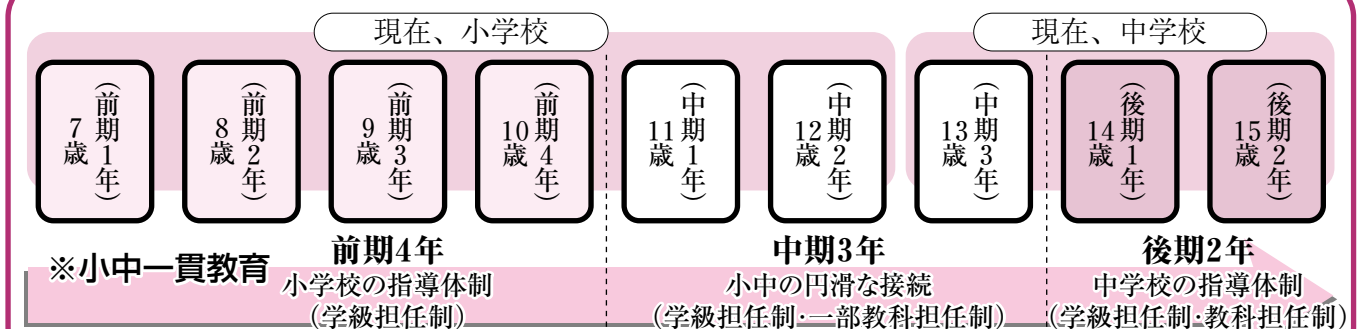 現在、小学校
現在、中学校
7歳
(前期1年)
8歳
(前期2年)
9歳
(前期3年)
10歳
(前期4年)
11歳
(中期1年)
12歳
(中期2年)
13歳
(中期3年)
14歳
(後期1年)
15歳
(後期2年)
※小中一貫教育
前期4年
小学校の指導体制
(学級担任制)
中期3年
小中の円滑な接続
(学級担任制・一部教科担任制)
後期2年
中学校の指導体制
(学級担任制・教科担任制)